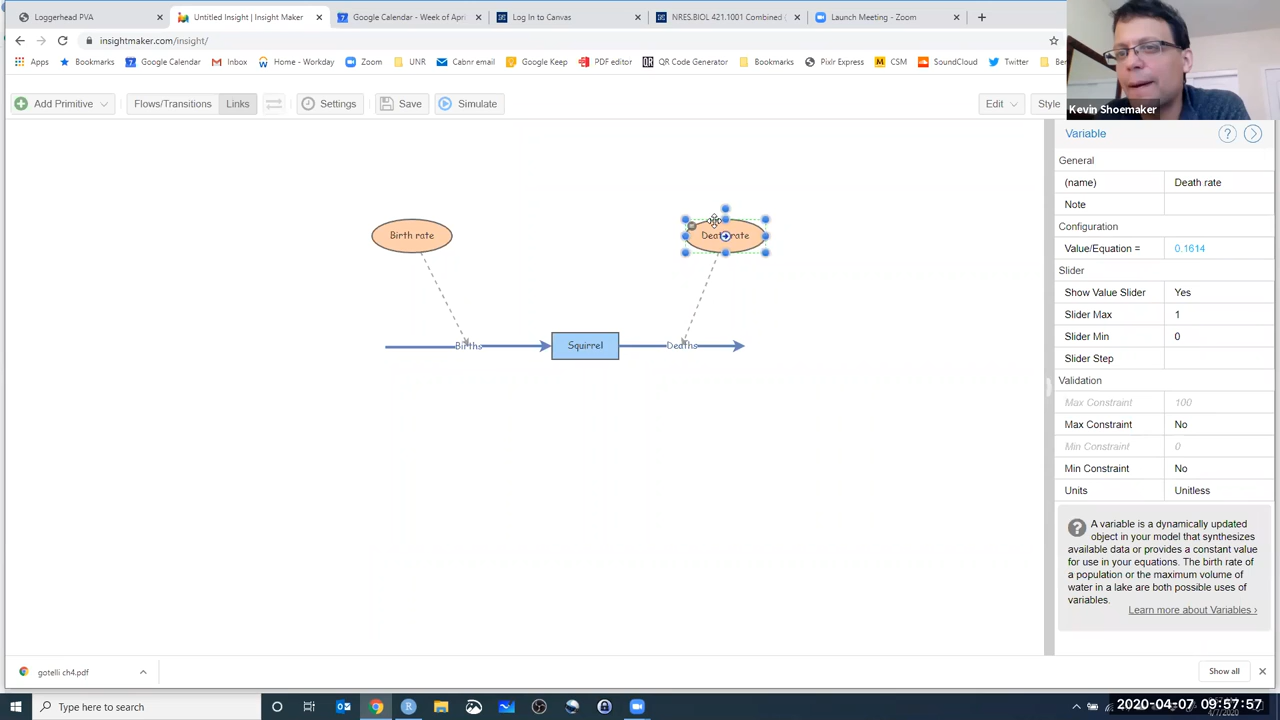 Loggerhead PVA
Untitled Insight | Insight Maker
Google Calendar - Week of Apri
Log In to Canvas
NRES.BIOL 421.1001 Combined (
Launch Meeting - Zoom
insightmaker.com/insight/
Apps
Bookmarks
Google Calendar
Inbox
Home - Workday
Zoom
UNR
Cabnr email
Google Keep
PDF editor
QR Code Generator
Bookmarks
Pixlr Express
CSM
SoundCloud
Twitter
Ber
Kevin Shoemaker
Add Primitive
Flows/Transitions
Links
Settings
Save
Simulate
Edit
Style
Variable
General
(name) Death rate
Note
Configuration
Value/Equation = 0.1614
Slider
Show Value Slider Yes
Slider Max 1
Slider Min 0
Slider Step
Validation
Max Constraint 100
Max Constraint No
Min Constraint 0
Min Constraint No
Units Unitless
A variable is a dynamically updated
object in your model that synthesizes
available data or provides a constant value
for use in your equations. The birth rate of
a population or the maximum volume of
water in a lake are both possible uses of
variables.
Learn more about Variables ›
Birth rate
Death rate
Births
Squirrel
Deaths
gotelli ch4.pdf
Show all
Type here to search
2020-04-07 09:57:57